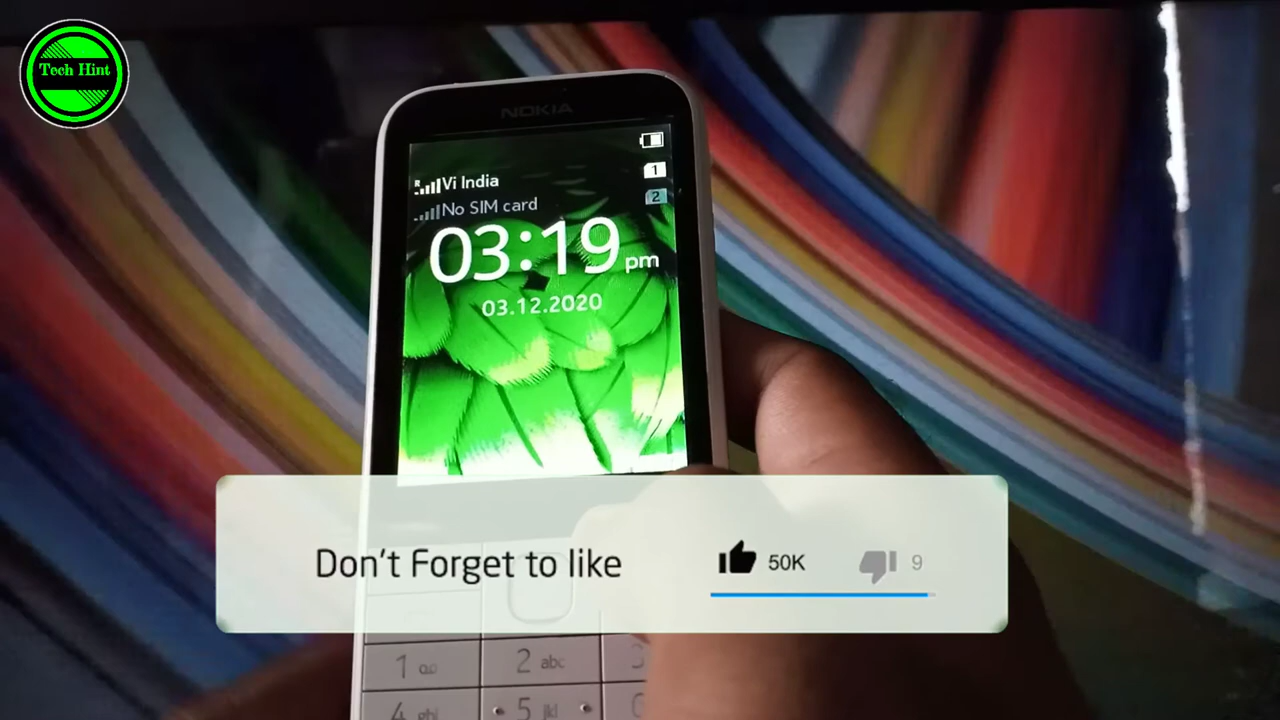 Tech Hint
NOKIA
R
Vi India
1
No SIM card
2
03:19 pm
03.12.2020
Don't Forget to like
50K
9
1
2 abc
3
4 ghi
5 jkl